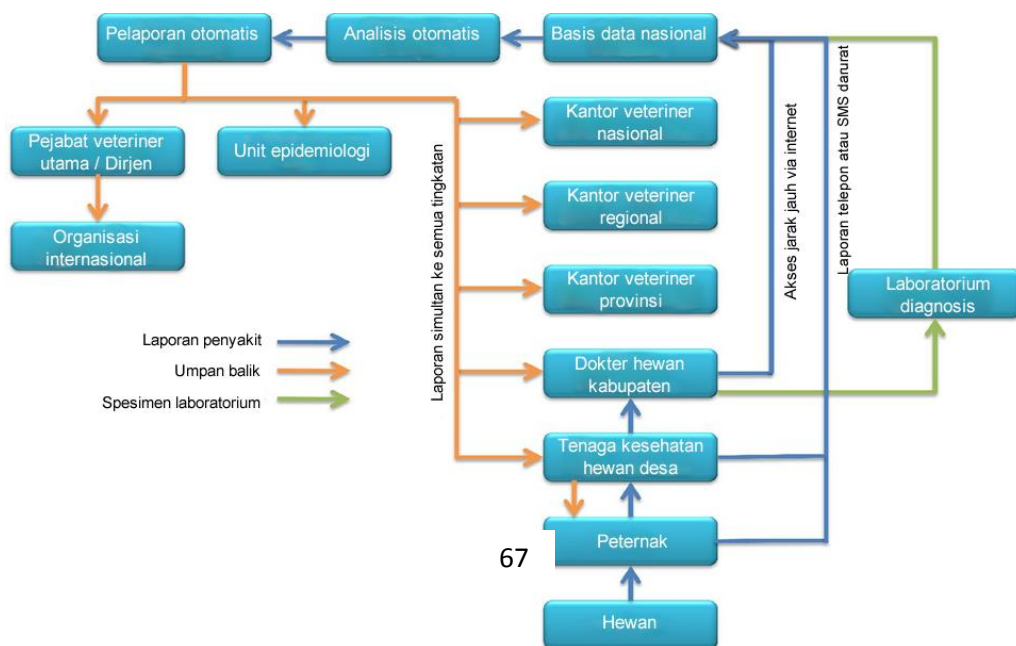 Pelaporan otomatis
Analisis otomatis
Basis data nasional
Pejabat veteriner
utama / Dirjen
Unit epidemiologi
Kantor veteriner
nasional
Organisasi
internasional
Kantor veteriner
regional
Kantor veteriner
provinsi
Laporan simultan ke semua tingkatan
Akses jarak jauh via internet
Laporan telepon atau SMS darurat
Laboratorium
diagnosis
Laporan penyakit
Umpan balik
Spesimen laboratorium
Dokter hewan
kabupaten
Tenaga kesehatan
hewan desa
Peternak
67
Hewan